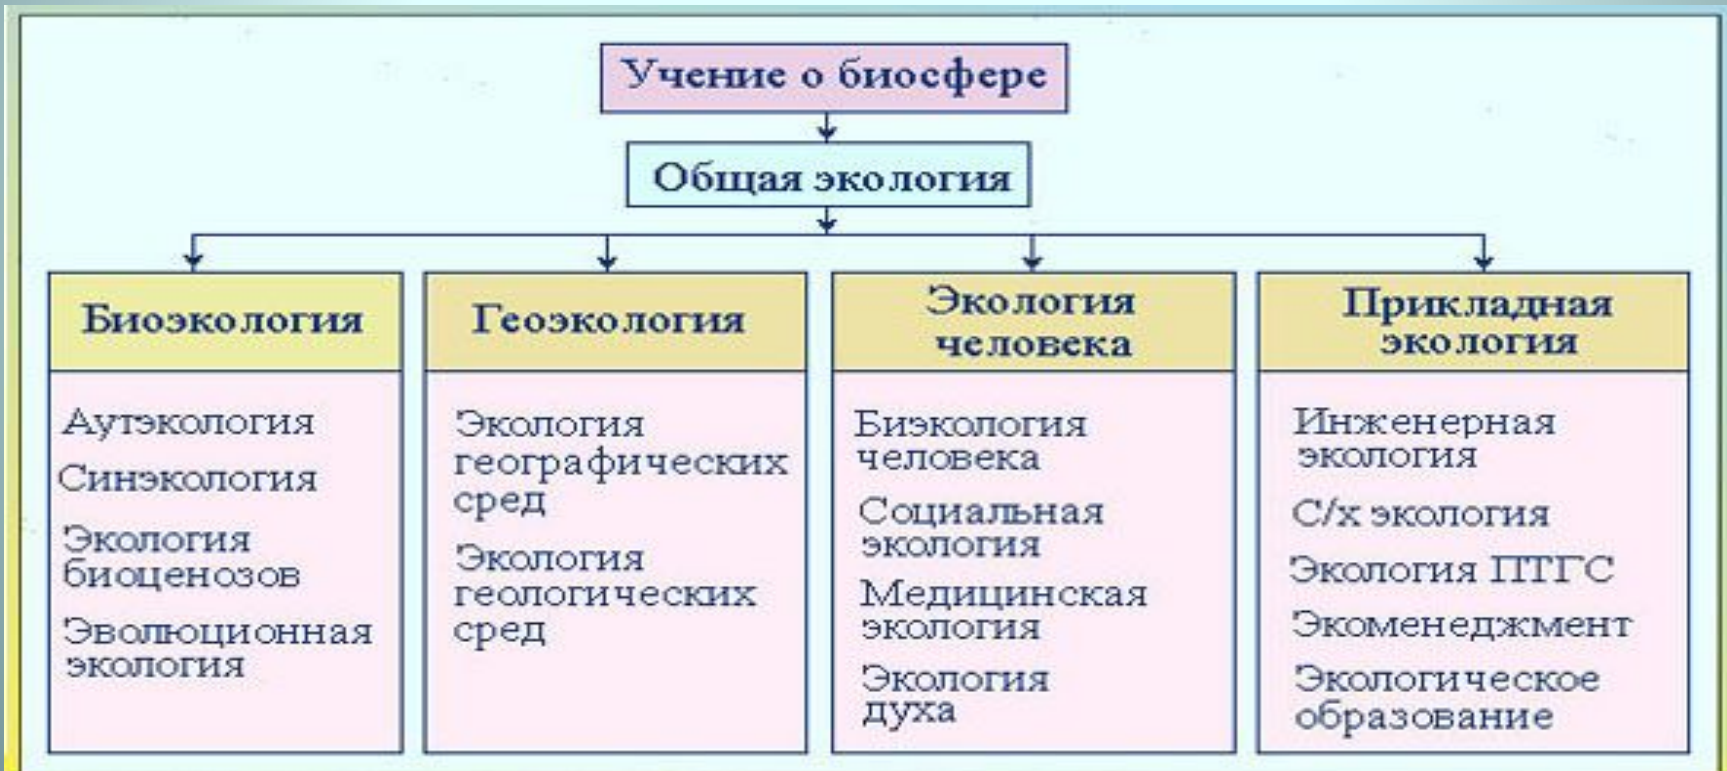 Учение о биосфере
Общая экология
Биоэкология
Аутэкология
Синэкология
Экология
биоценозов
Эволюционная
экология
Геоэкология
Экология
географических
сред
Экология
геологических
сред
Экология
человека
Биэкология
человека
Социальная
экология
Медицинская
экология
Экология
духа
Прикладная
экология
Инженерная
экология
С/х экология
Экология ПТГС
Экоменеджмент
Экологическое
образование